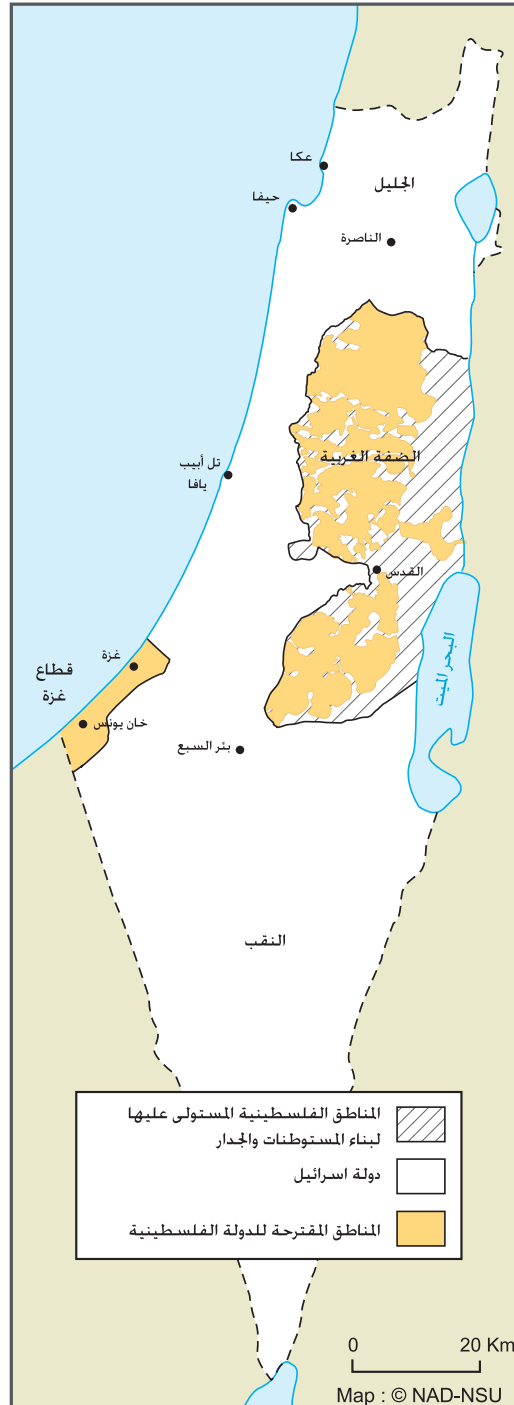 عكا
الجليل
حيفا
الناصرة
الضفة الغربية
تل أبيب
يافا
القدس
البحر الميت
غزة
قطاع
غزة
خان يونس
بئر السبع
النقب
المناطق الفلسطينية المستولى عليها
لبناء المستوطنات والجدار
دولة اسرائيل
المناطق المقترحة للدولة الفلسطينية
0 20 Km
Map : © NAD-NSU